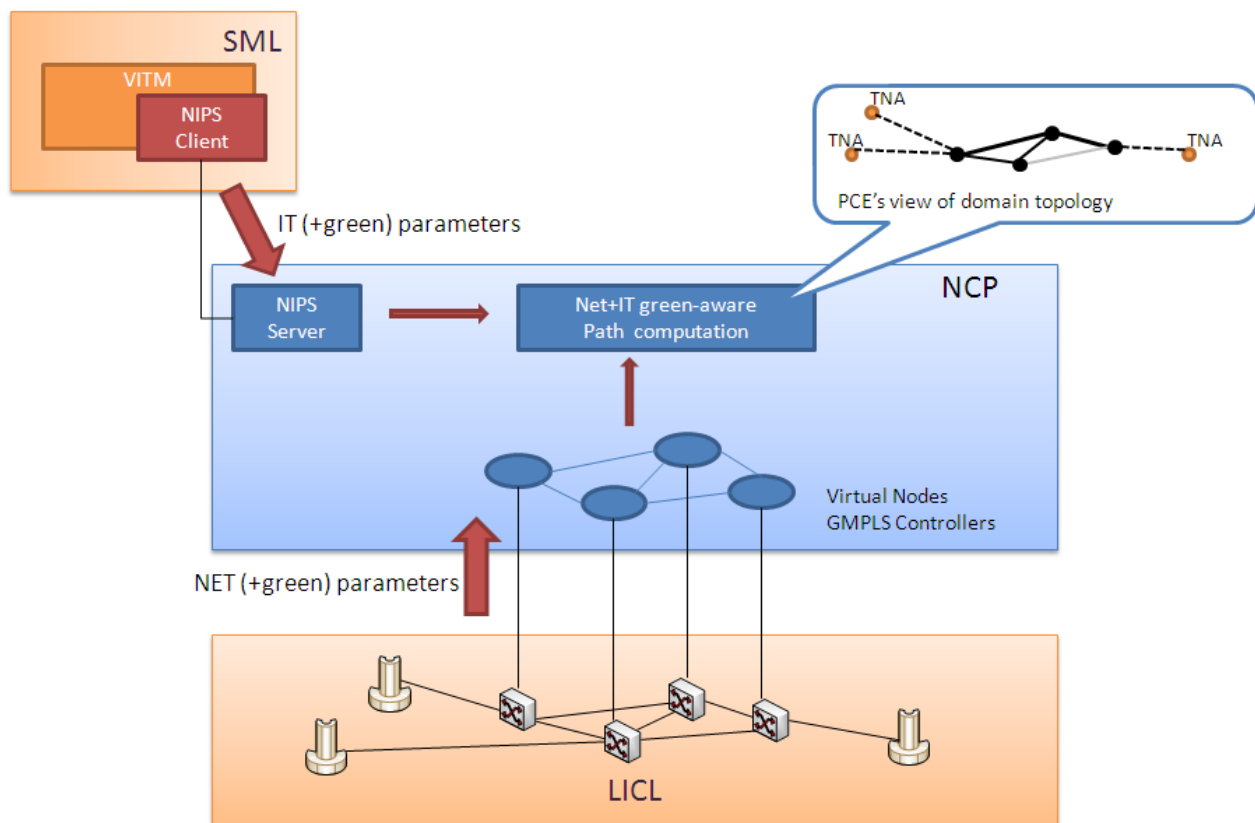 SML
VITM
NIPS
Client
TNA
TNA
TNA
PCE's view of domain topology
IT (+green) parameters
NCP
NIPS
Server
Net+IT green-aware
Path computation
Virtual Nodes
GMPLS Controllers
NET (+green) parameters
LICL